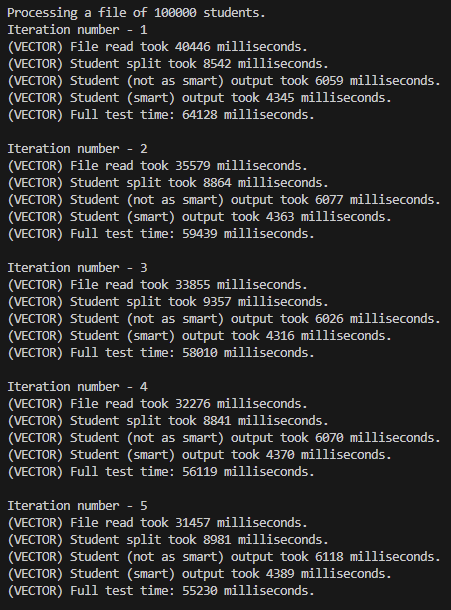 Processing a file of 100000 students.
Iteration number - 1
(VECTOR) File read took 40446 milliseconds.
(VECTOR) Student split took 8542 milliseconds.
(VECTOR) Student (not as smart) output took 6059 milliseconds.
(VECTOR) Student (smart) output took 4345 milliseconds.
(VECTOR) Full test time: 64128 milliseconds.

Iteration number - 2
(VECTOR) File read took 35579 milliseconds.
(VECTOR) Student split took 8864 milliseconds.
(VECTOR) Student (not as smart) output took 6077 milliseconds.
(VECTOR) Student (smart) output took 4363 milliseconds.
(VECTOR) Full test time: 59439 milliseconds.

Iteration number - 3
(VECTOR) File read took 33855 milliseconds.
(VECTOR) Student split took 9357 milliseconds.
(VECTOR) Student (not as smart) output took 6026 milliseconds.
(VECTOR) Student (smart) output took 4316 milliseconds.
(VECTOR) Full test time: 58010 milliseconds.

Iteration number - 4
(VECTOR) File read took 32276 milliseconds.
(VECTOR) Student split took 8841 milliseconds.
(VECTOR) Student (not as smart) output took 6070 milliseconds.
(VECTOR) Student (smart) output took 4370 milliseconds.
(VECTOR) Full test time: 56119 milliseconds.

Iteration number - 5
(VECTOR) File read took 31457 milliseconds.
(VECTOR) Student split took 8981 milliseconds.
(VECTOR) Student (not as smart) output took 6118 milliseconds.
(VECTOR) Student (smart) output took 4389 milliseconds.
(VECTOR) Full test time: 55230 milliseconds.